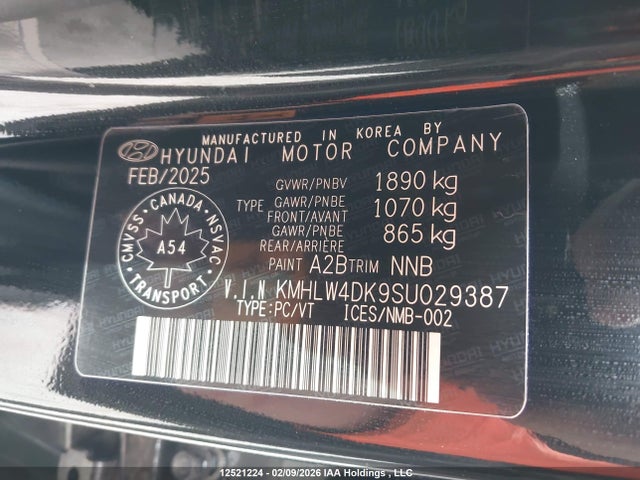 MANUFACTURED IN KOREA BY
HYUNDAI MOTOR COMPANY
FEB/2025
GVWR/PNBV 1890 kg
TYPE GAWR/PNBE FRONT/AVANT 1070 kg
GAWR/PNBE REAR/ARRIÈRE 865 kg
PAINT A2B TRIM NNB
CMVSS·CANADA·NSVAC
A54
TRANSPORT
V.I.N KMHLW4DK9SU029387
TYPE:PC/VT ICES/NMB-002
12521224 - 02/09/2026 IAA Holdings , LLC